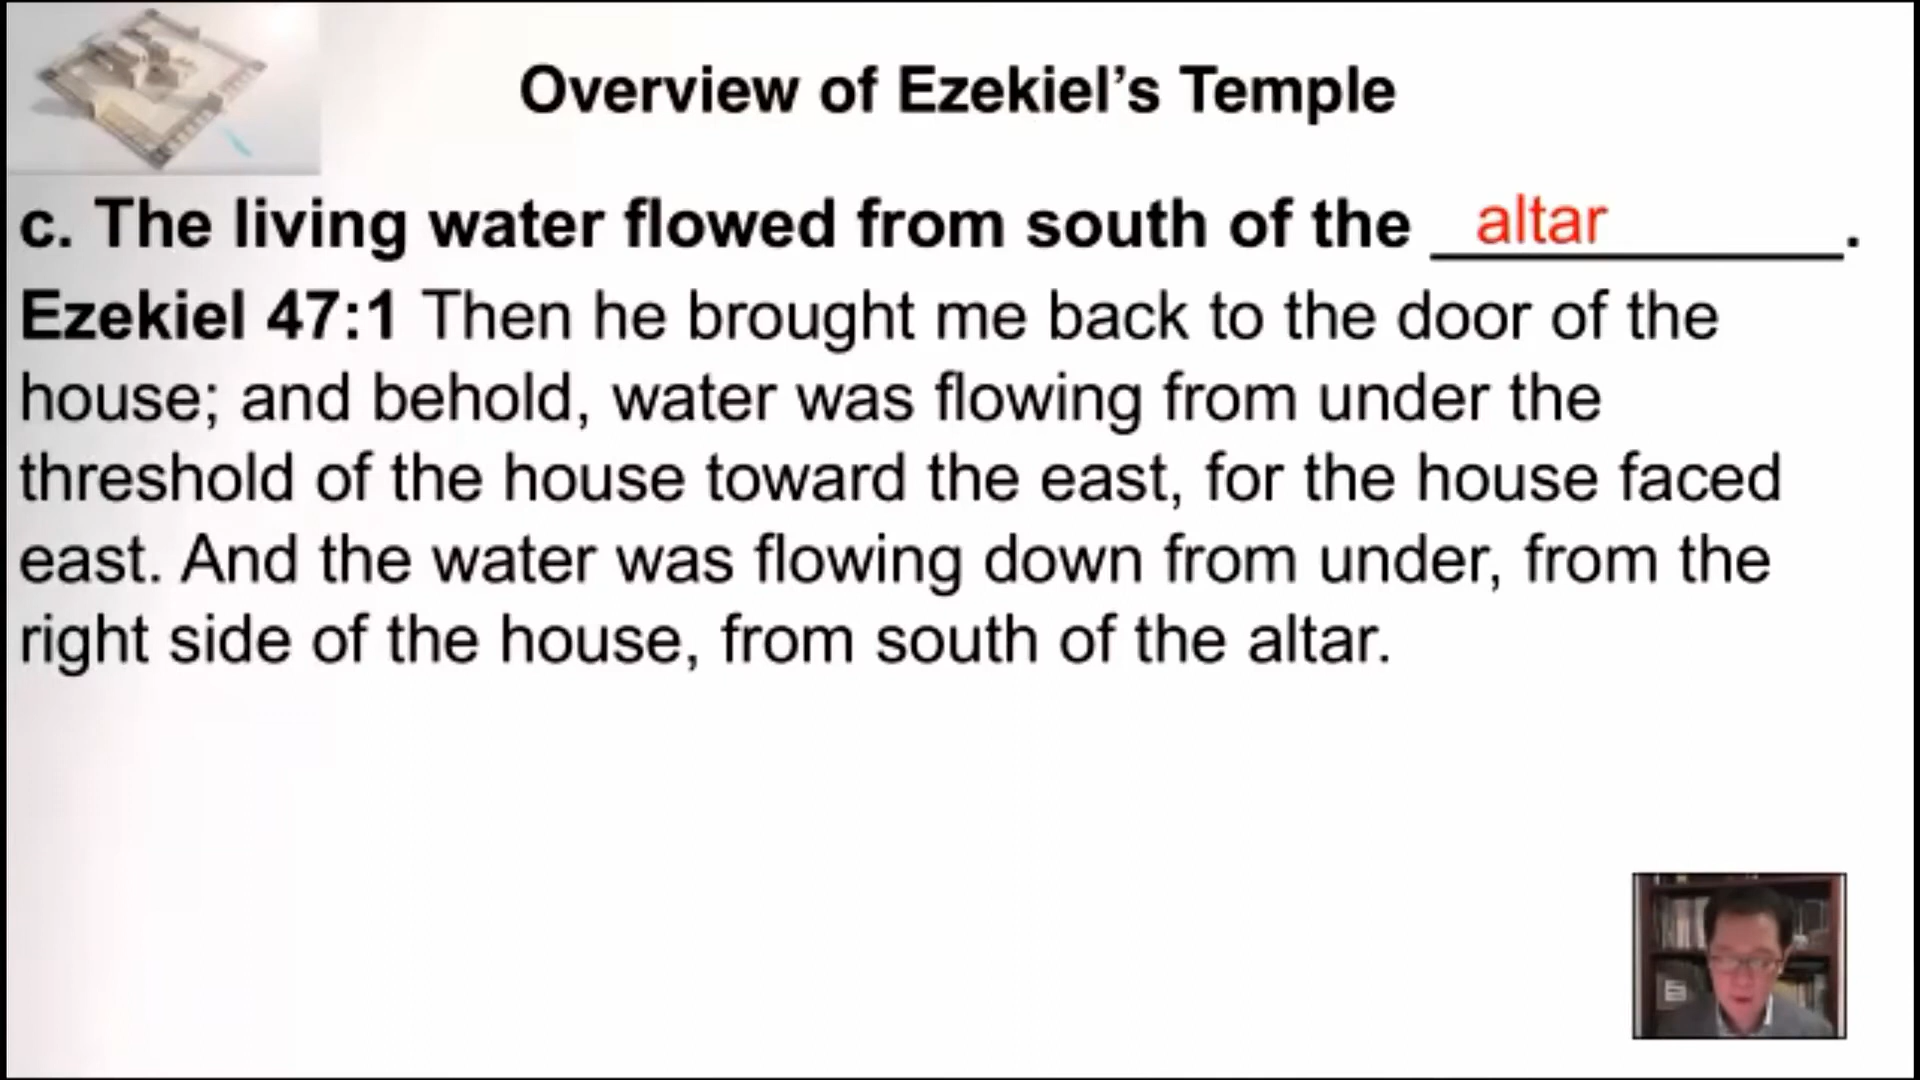 Overview of Ezekiel’s Temple
c. The living water flowed from south of the altar.
Ezekiel 47:1 Then he brought me back to the door of the
house; and behold, water was flowing from under the
threshold of the house toward the east, for the house faced
east. And the water was flowing down from under, from the
right side of the house, from south of the altar.